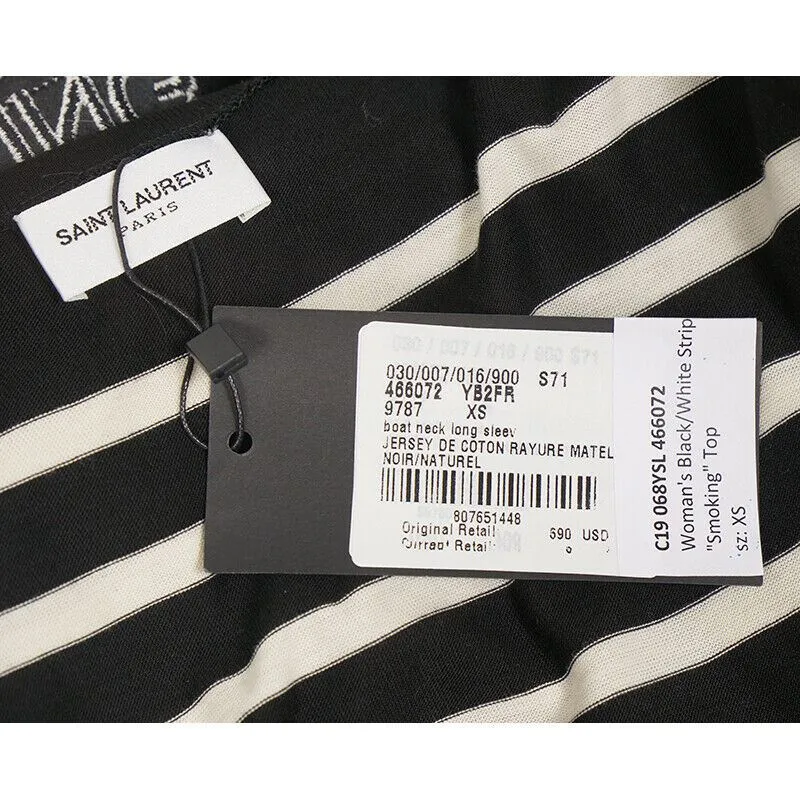 SAINT LAURENT
PARIS
030/007/016/900 S71
466072 YB2FR
9787 XS
boat neck long sleev
JERSEY DE COTON RAYURE MATEL
NOIR/NATUREL
807651448
Original Retail 590 USD
Retail
C19 068YSL 466072
Woman's Black/White Strip
"Smoking" Top
sz: XS